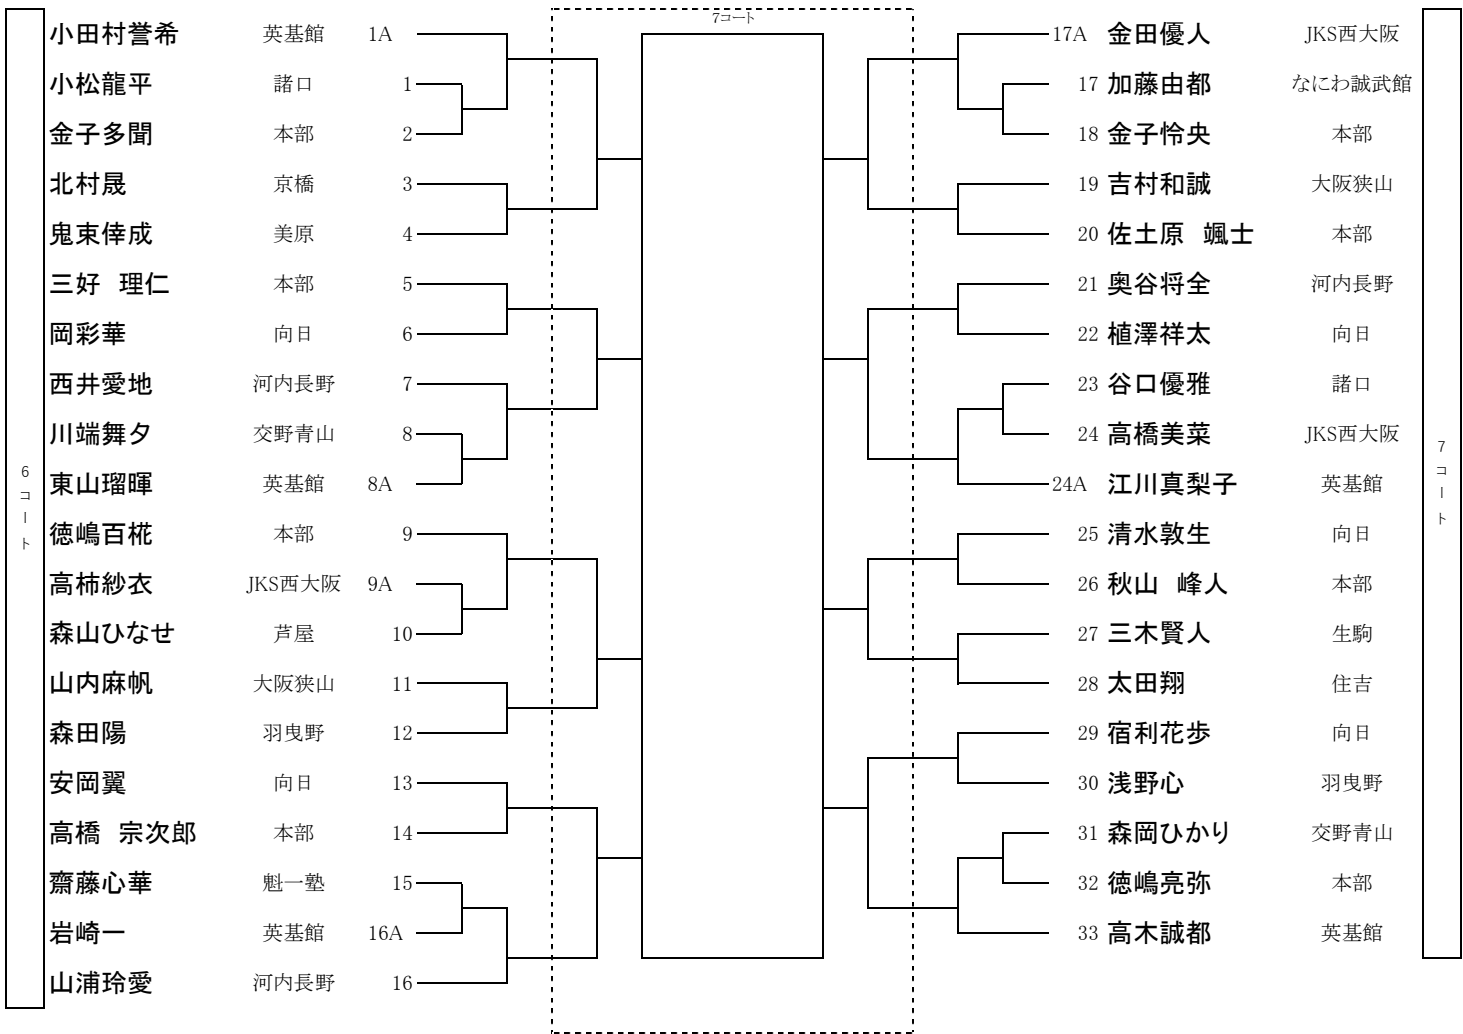 7コート
6コート
小田村誉希 英基館 1A
小松龍平 諸口 1
金子多聞 本部 2
北村晟 京橋 3
鬼束倖成 美原 4
三好 理仁 本部 5
岡彩華 向日 6
西井愛地 河内長野 7
川端舞夕 交野青山 8
東山瑠暉 英基館 8A
徳嶋百椛 本部 9
高柿紗衣 JKS西大阪 9A
森山ひなせ 芦屋 10
山内麻帆 大阪狭山 11
森田陽 羽曳野 12
安岡翼 向日 13
高橋 宗次郎 本部 14
齋藤心華 魁一塾 15
岩崎一 英基館 16A
山浦玲愛 河内長野 16
17A 金田優人 JKS西大阪
17 加藤由都 なにわ誠武館
18 金子怜央 本部
19 吉村和誠 大阪狭山
20 佐土原 颯士 本部
21 奥谷将全 河内長野
22 植澤祥太 向日
23 谷口優雅 諸口
24 高橋美菜 JKS西大阪
24A 江川真梨子 英基館
25 清水敦生 向日
26 秋山 峰人 本部
27 三木賢人 生駒
28 太田翔 住吉
29 宿利花歩 向日
30 浅野心 羽曳野
31 森岡ひかり 交野青山
32 徳嶋亮弥 本部
33 高木誠都 英基館
7コート